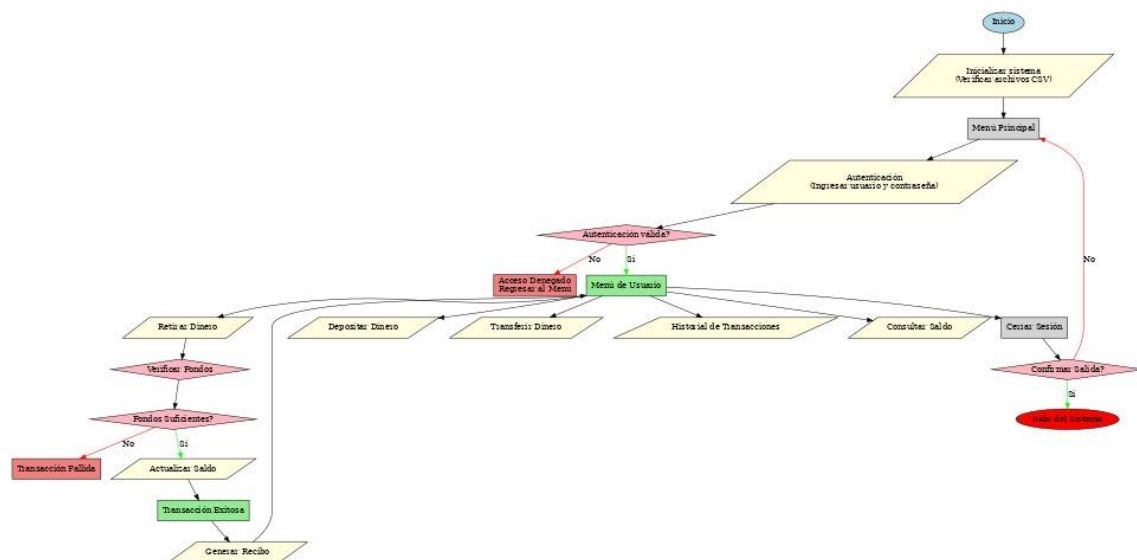 Inicio
Inicializar sistema
(Verificar archivos CSV)
Menú Principal
Autenticación
(Ingresar usuario y contraseña)
Autenticación válida?
No
Sí
No
Acceso Denegado
Regresar al Menú
Menú de Usuario
Retirar Dinero
Depositar Dinero
Transferir Dinero
Historial de Transacciones
Consultar Saldo
Cerrar Sesión
Verificar Fondos
Confirmar Salida?
Sí
Fondos Suficientes?
Salir del Sistema
No
Sí
Transacción Fallida
Actualizar Saldo
Transacción Exitosa
Generar Recibo